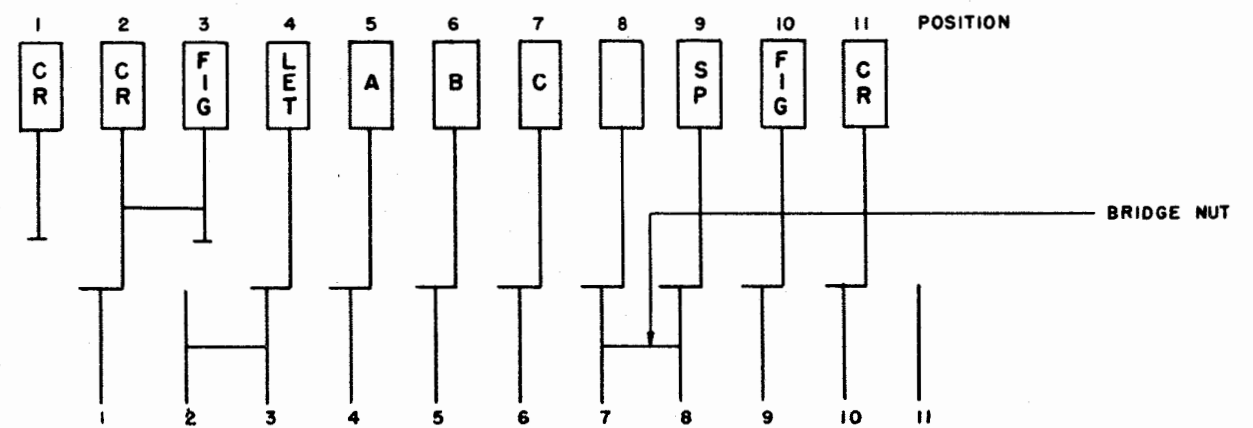 1 2 3 4 5 6 7 8 9 10 11 POSITION
CR CR FIG LET A B C SP FIG CR
BRIDGE NUT
1 2 3 4 5 6 7 8 9 10 11